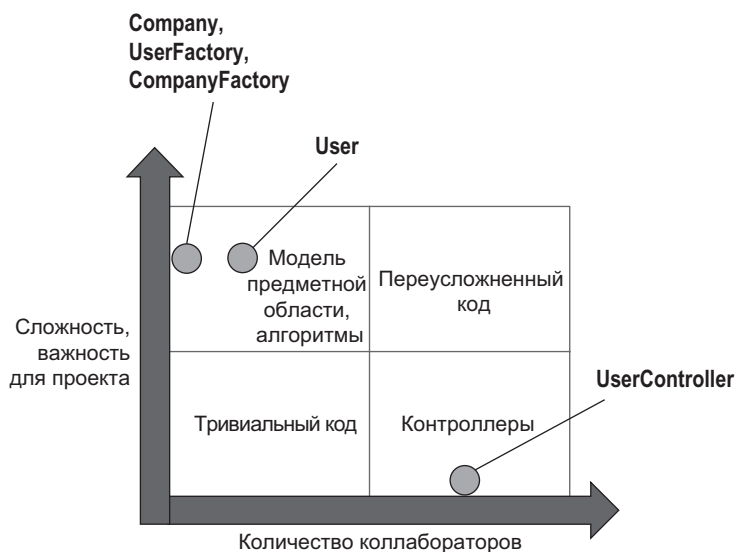 Company,
UserFactory,
CompanyFactory
User
Модель
предметной
области,
алгоритмы
Переусложненный
код
Сложность,
важность
для проекта
UserController
Тривиальный код
Контроллеры
Количество коллабораторов